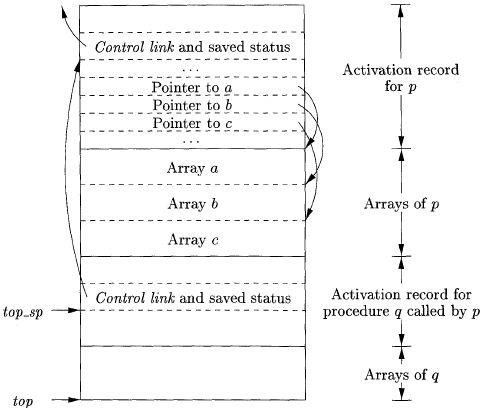 Control link and saved status
...
Pointer to a
Pointer to b
Pointer to c
...
Array a
Array b
Array c
Control link and saved status
top_sp
top
Activation record
for p
Arrays of p
Activation record for
procedure q called by p
Arrays of q